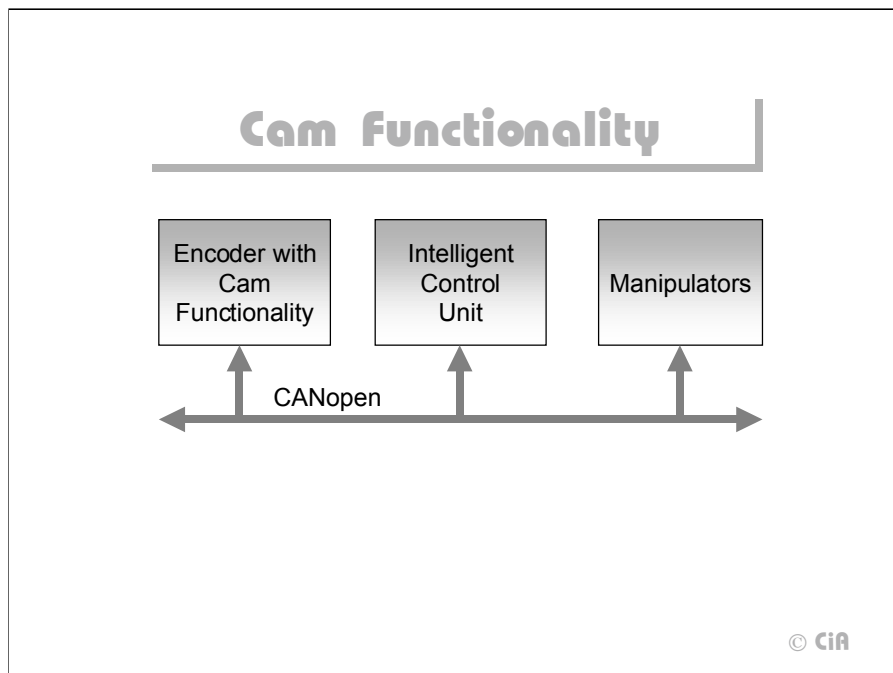 Cam Functionality
Encoder with
Cam
Functionality
Intelligent
Control
Unit
Manipulators
CANopen
© CiA